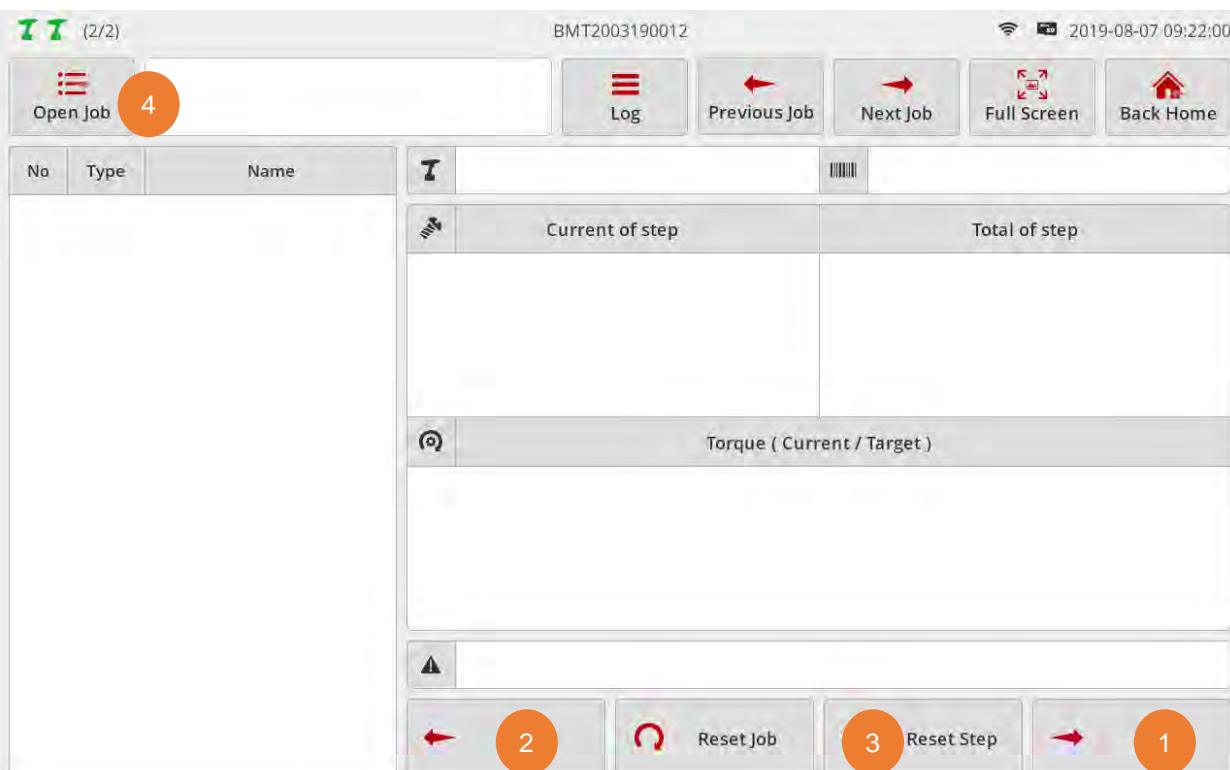 (2/2) BMT2003190012 2019-08-07 09:22:00
Open Job 4 Log Previous Job Next Job Full Screen Back Home
No Type Name
Current of step Total of step
Torque ( Current / Target )
2 Reset Job 3 Reset Step 1